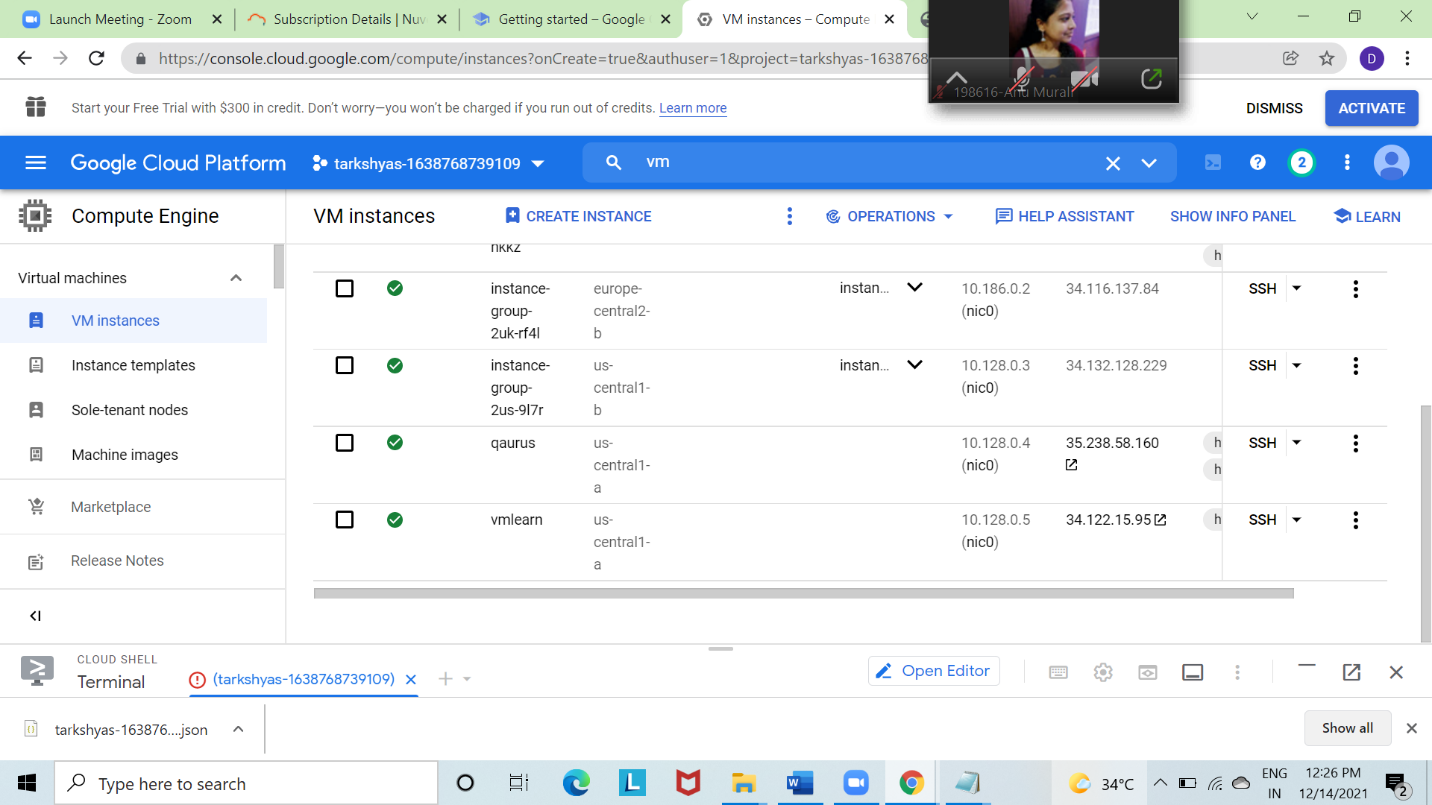 Launch Meeting - Zoom
Subscription Details | Nuv
Getting started – Google
VM instances – Compute
https://console.cloud.google.com/compute/instances?onCreate=true&authuser=1&project=tarkshyas-1638768
D
198616-Anu Murali
Start your Free Trial with $300 in credit. Don't worry—you won't be charged if you run out of credits. Learn more
DISMISS
ACTIVATE
Google Cloud Platform
tarkshyas-1638768739109
vm
2
Compute Engine
VM instances
CREATE INSTANCE
OPERATIONS
HELP ASSISTANT
SHOW INFO PANEL
LEARN
Virtual machines
VM instances
Instance templates
Sole-tenant nodes
Machine images
Marketplace
Release Notes
nkkz
h
instance-
group-
2uk-rf4l
europe-
central2-
b
instan...
10.186.0.2
(nic0)
34.116.137.84
SSH
instance-
group-
2us-9l7r
us-
central1-
b
instan...
10.128.0.3
(nic0)
34.132.128.229
SSH
qaurus
us-
central1-
a
10.128.0.4
(nic0)
35.238.58.160
h
h
SSH
vmlearn
us-
central1-
a
10.128.0.5
(nic0)
34.122.15.95
h
SSH
CLOUD SHELL
Terminal
(tarkshyas-1638768739109)
Open Editor
tarkshyas-163876....json
Show all
Type here to search
34°C
ENG
IN
12:26 PM
12/14/2021
2